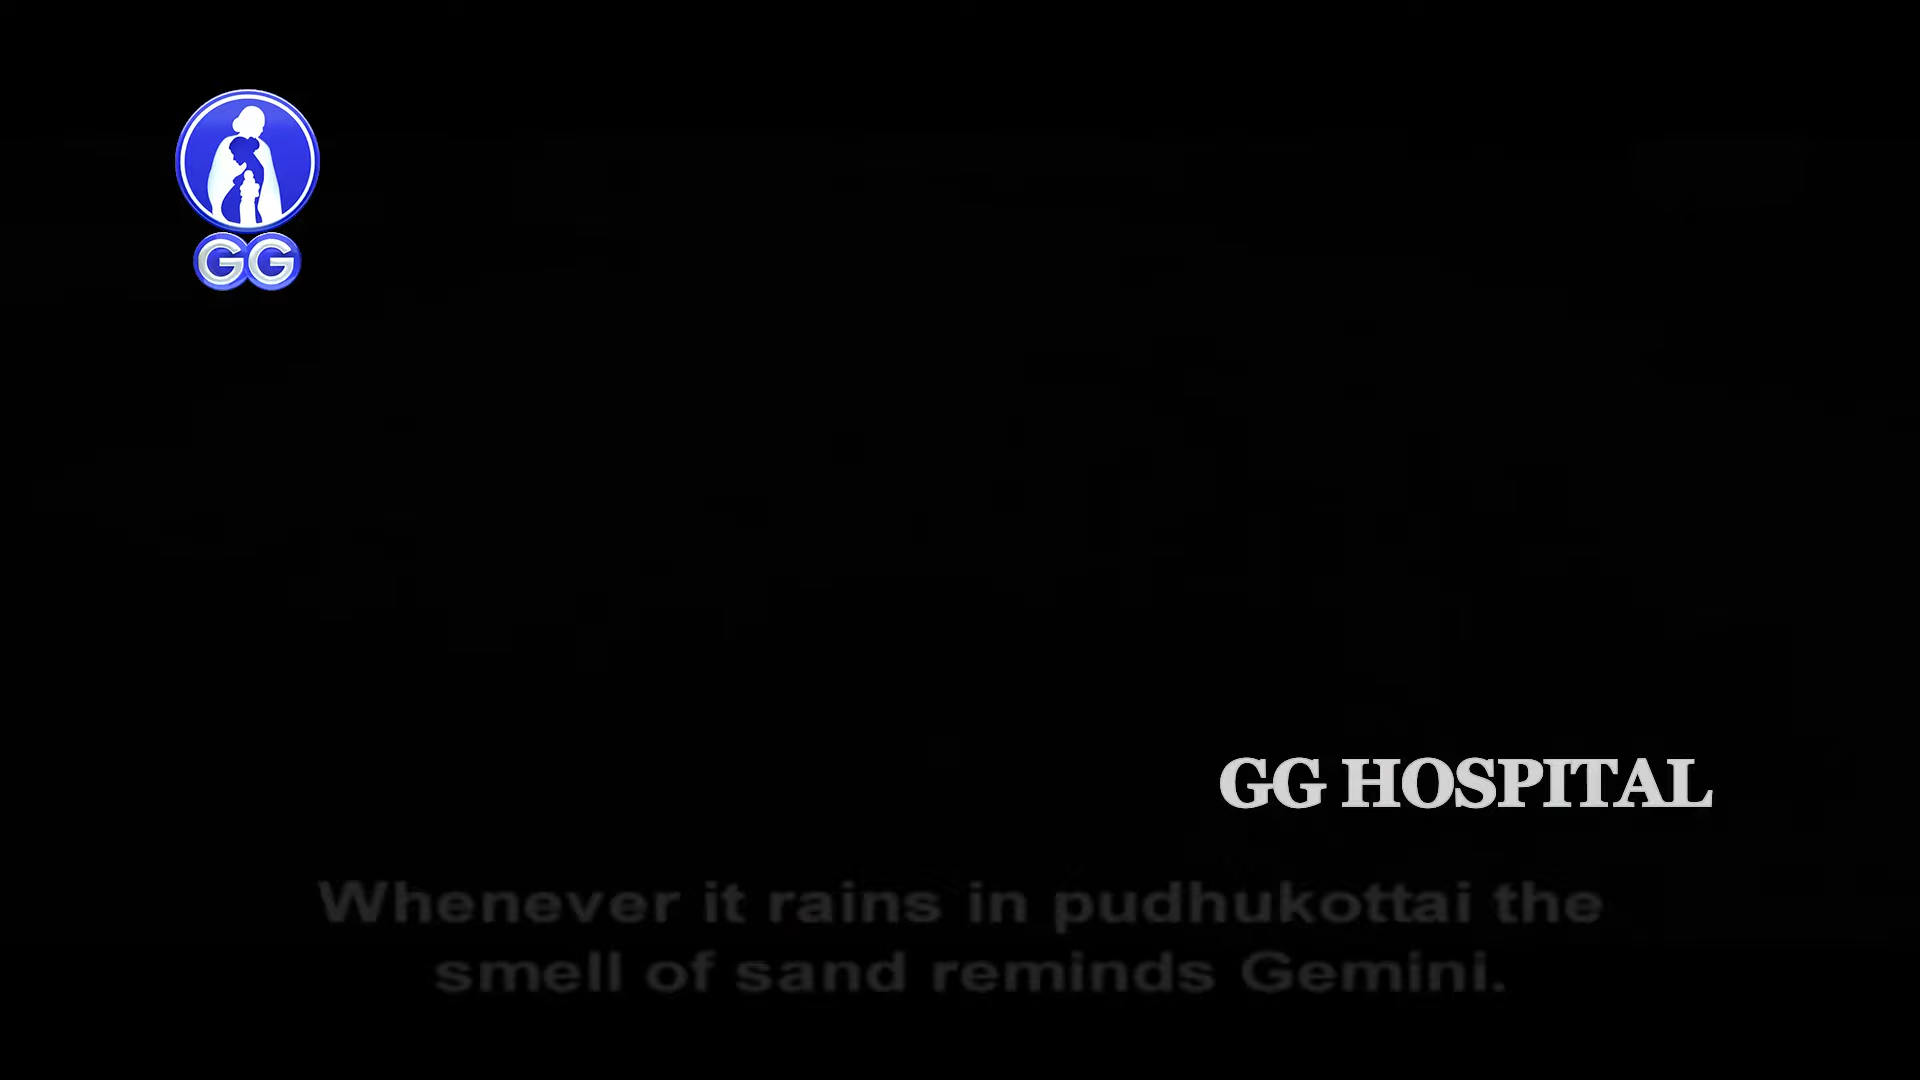 GG
GG HOSPITAL
Whenever it rains in pudhukottai the
smell of sand reminds Gemini.